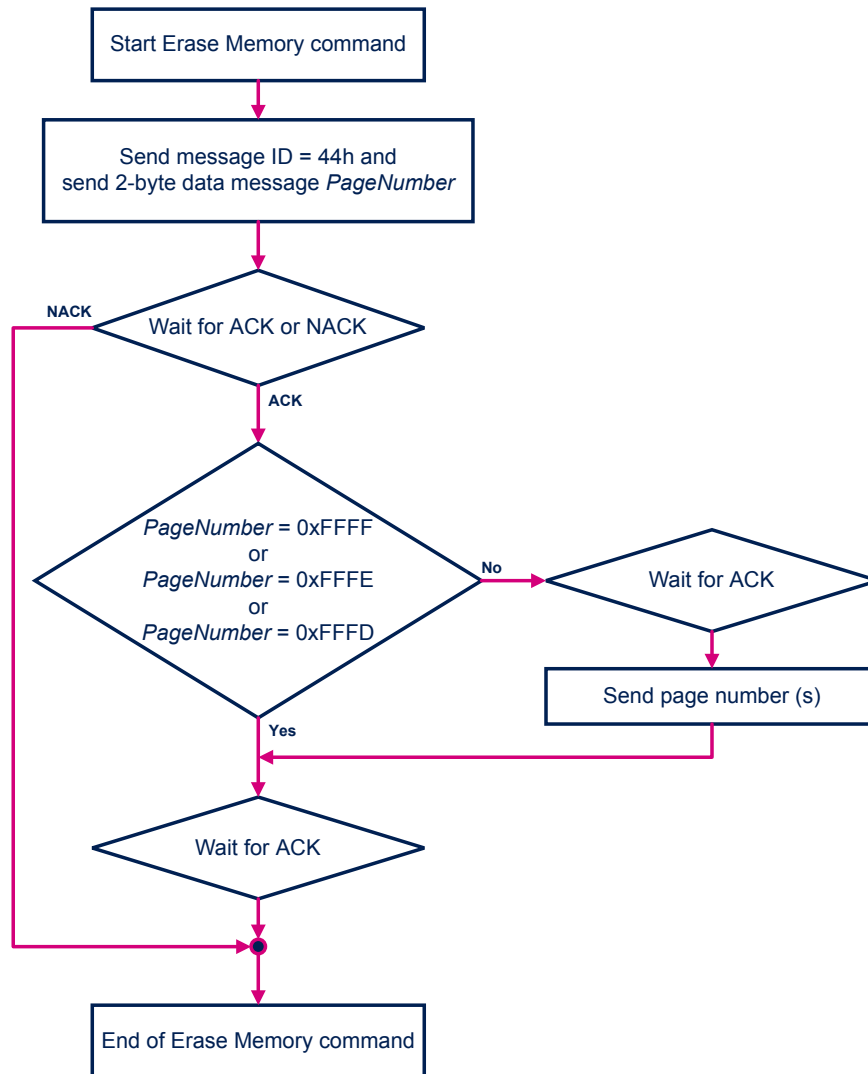 Start Erase Memory command
Send message ID = 44h and
send 2-byte data message PageNumber
NACK
Wait for ACK or NACK
ACK
PageNumber = 0xFFFF
or
PageNumber = 0xFFFE
or
PageNumber = 0xFFFD
No
Wait for ACK
Send page number (s)
Yes
Wait for ACK
End of Erase Memory command